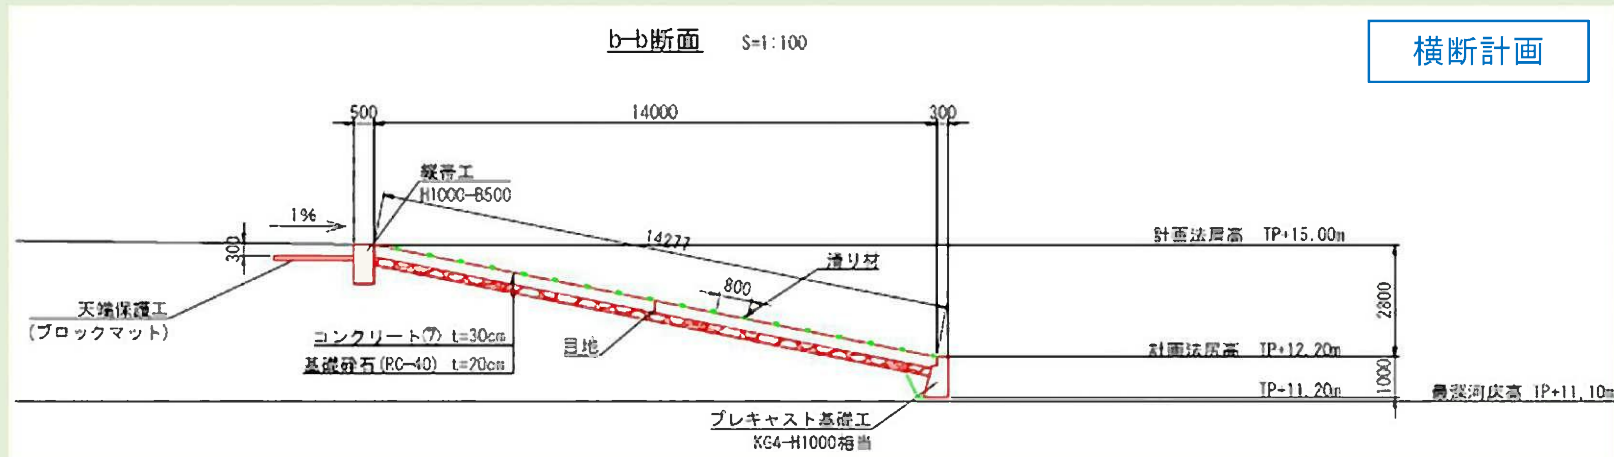 b-b断面 S=1:100
横断計画
500
14000
300
縦帯工
H1000-B500
1%
300
14277
計画法肩高 TP+15.00m
滑り材
800
2800
天端保護工
(ブロックマット)
コンクリート(⑦) t=30cm
基礎砕石(RC-40) t=20cm
目地
計画法尻高 TP+12.20m
1000
TP+11.20m
最深河床高 TP+11.10m
プレキャスト基礎工
KG4-H1000相当